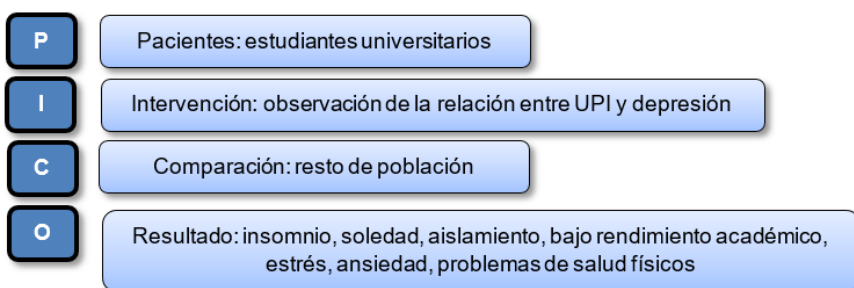 P
Pacientes: estudiantes universitarios
I
Intervención: observación de la relación entre UPI y depresión
C
Comparación: resto de población
O
Resultado: insomnio, soledad, aislamiento, bajo rendimiento académico,
estrés, ansiedad, problemas de salud físicos